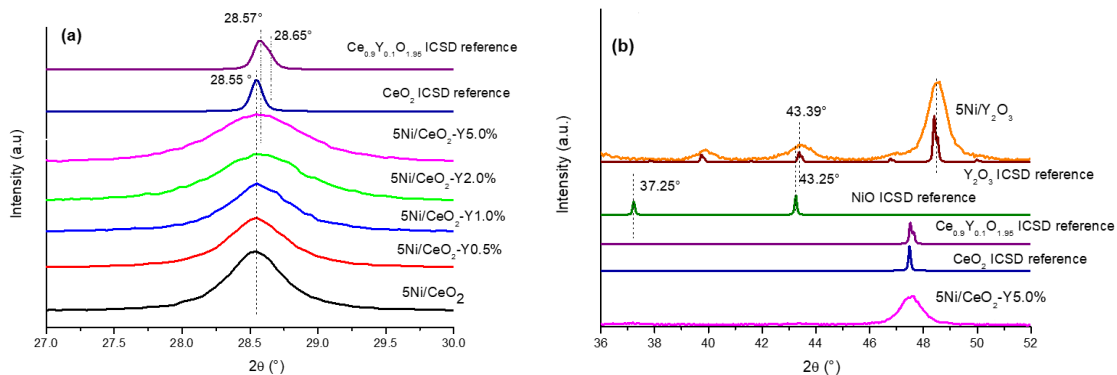 (a)
28.57°
28.65°
Ce0.9Y0.1O1.95 ICSD reference
28.55 °
CeO2 ICSD reference
5Ni/CeO2-Y5.0%
5Ni/CeO2-Y2.0%
5Ni/CeO2-Y1.0%
5Ni/CeO2-Y0.5%
5Ni/CeO2
Intensity (a.u)
27.0 27.5 28.0 28.5 29.0 29.5 30.0
2θ (°)
(b)
43.39°
5Ni/Y2O3
Y2O3 ICSD reference
37.25°
43.25°
NiO ICSD reference
Ce0.9Y0.1O1.95 ICSD reference
CeO2 ICSD reference
5Ni/CeO2-Y5.0%
Intensity (a.u.)
36 38 40 42 44 46 48 50 52
2θ (°)